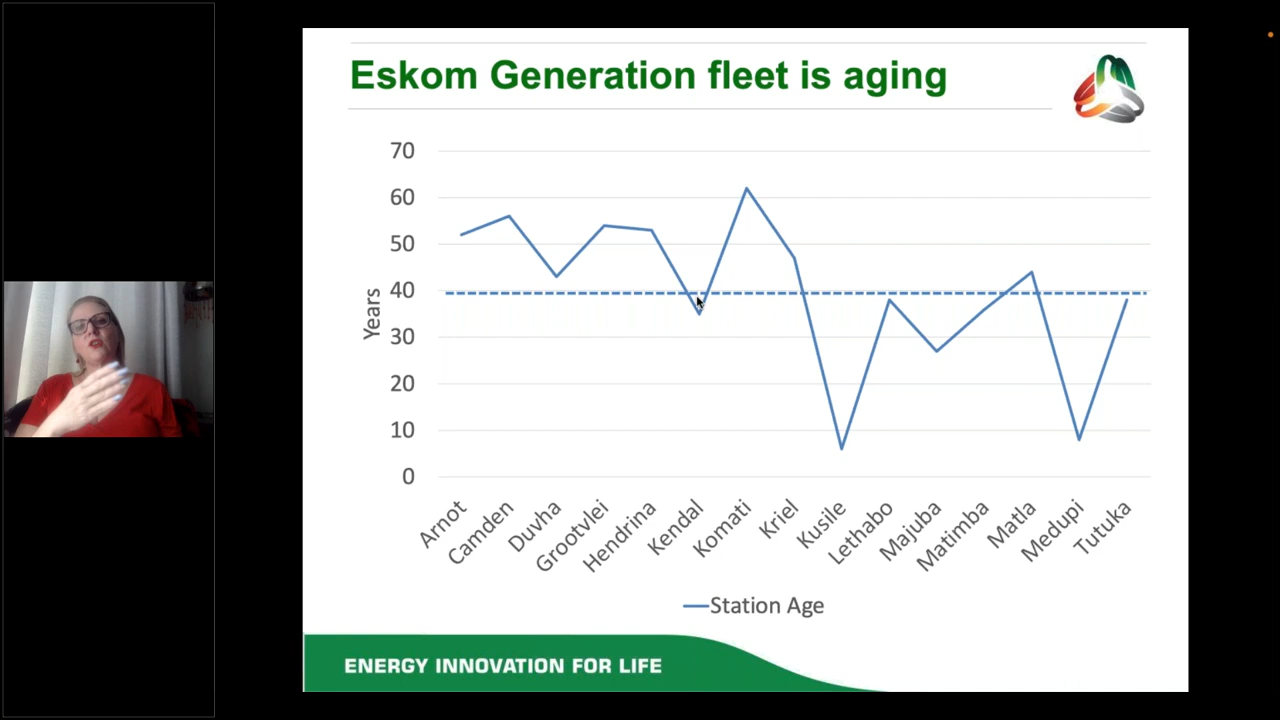 Eskom Generation fleet is aging
70
60
50
40
30
20
10
0
Years
Arnot
Camden
Duvha
Grootvlei
Hendrina
Kendal
Komati
Kriel
Kusile
Lethabo
Majuba
Matimba
Matla
Medupi
Tutuka
Station Age
ENERGY INNOVATION FOR LIFE